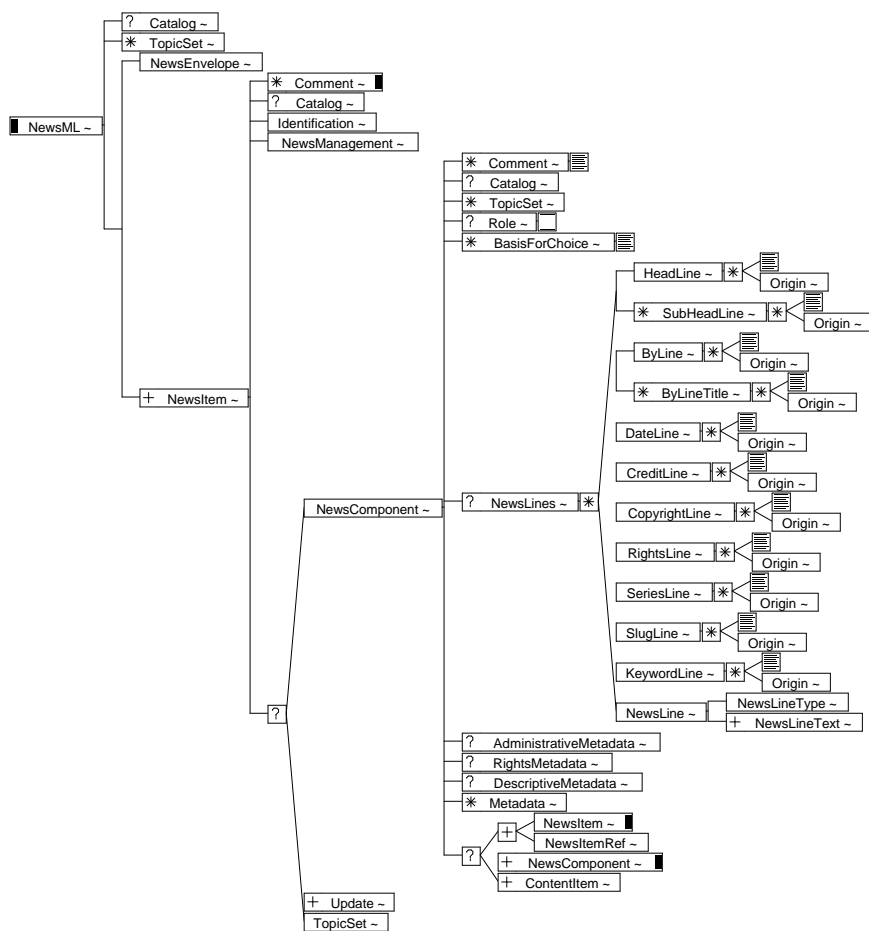 ? Catalog ~
* TopicSet ~
NewsEnvelope ~
* Comment ~
? Catalog ~
NewsML ~
Identification ~
NewsManagement ~
* Comment ~
? Catalog ~
* TopicSet ~
? Role ~
* BasisForChoice ~
HeadLine ~ *
Origin ~
* SubHeadLine ~ *
Origin ~
ByLine ~ *
Origin ~
* ByLineTitle ~ *
Origin ~
+ NewsItem ~
DateLine ~ *
Origin ~
CreditLine ~ *
Origin ~
NewsComponent ~
? NewsLines ~ *
CopyrightLine ~ *
Origin ~
RightsLine ~ *
Origin ~
SeriesLine ~ *
Origin ~
SlugLine ~ *
Origin ~
KeywordLine ~ *
Origin ~
NewsLine ~
NewsLineType ~
+ NewsLineText ~
?
? AdministrativeMetadata ~
? RightsMetadata ~
? DescriptiveMetadata ~
* Metadata ~
?
+
NewsItem ~
NewsItemRef ~
+ NewsComponent ~
+ ContentItem ~
+ Update ~
TopicSet ~